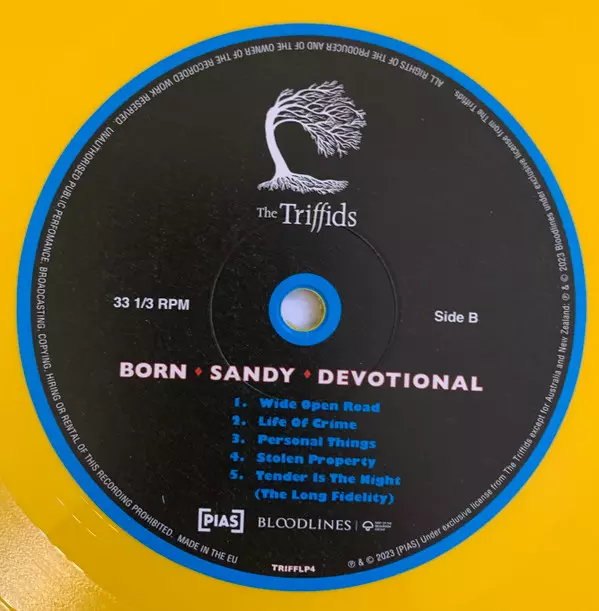 The Triffids
33 1/3 RPM
Side B
BORN ♦ SANDY ♦ DEVOTIONAL
1. Wide Open Road
2. Life Of Crime
3. Personal Things
4. Stolen Property
5. Tender Is The Night
(The Long Fidelity)
[PIAS] BLOODLINES
TRIFFLP4
ALL RIGHTS OF THE PRODUCER AND OF THE OWNER OF THE RECORDED WORK RESERVED. UNAUTHORISED PUBLIC PERFOMANCE, BROADCASTING, COPYING, HIRING OR RENTAL OF THIS RECORDING PROHIBITED. MADE IN THE EU
℗ & © 2023 [PIAS] Under exclusive license from The Triffids except for Australia and New Zealand: ℗ & © 2023 Bloodlines under exclusive license from The Triffids.